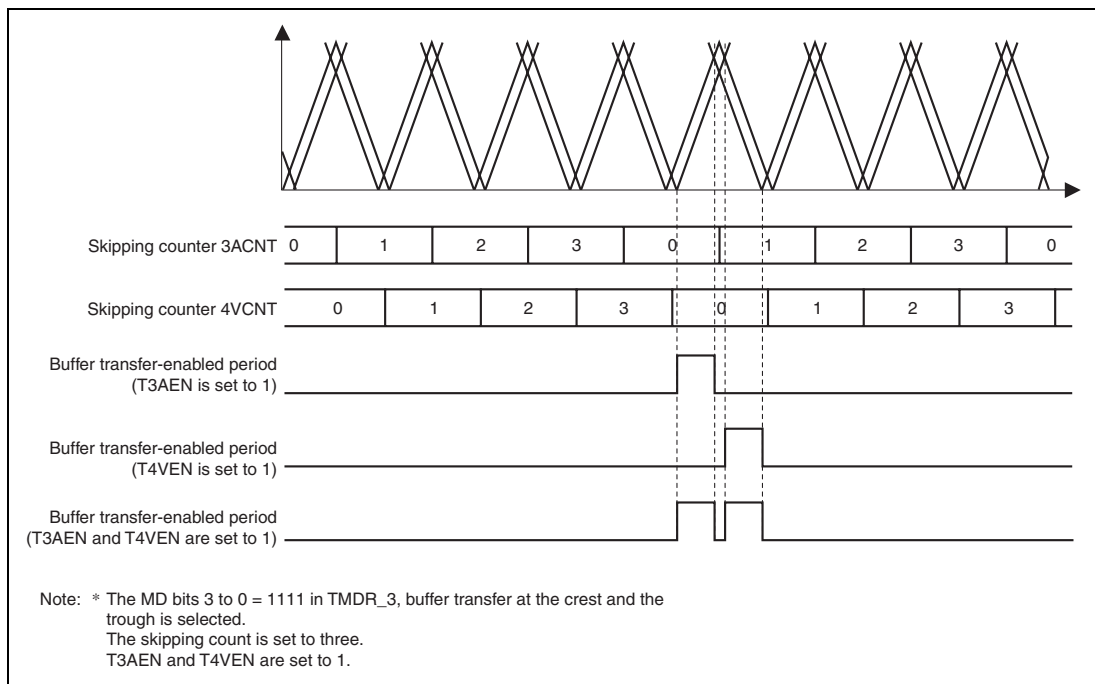 Skipping counter 3ACNT 0 1 2 3 0 1 2 3 0
Skipping counter 4VCNT 0 1 2 3 0 1 2 3
Buffer transfer-enabled period
(T3AEN is set to 1)
Buffer transfer-enabled period
(T4VEN is set to 1)
Buffer transfer-enabled period
(T3AEN and T4VEN are set to 1)
Note: * The MD bits 3 to 0 = 1111 in TMDR_3, buffer transfer at the crest and the
trough is selected.
The skipping count is set to three.
T3AEN and T4VEN are set to 1.